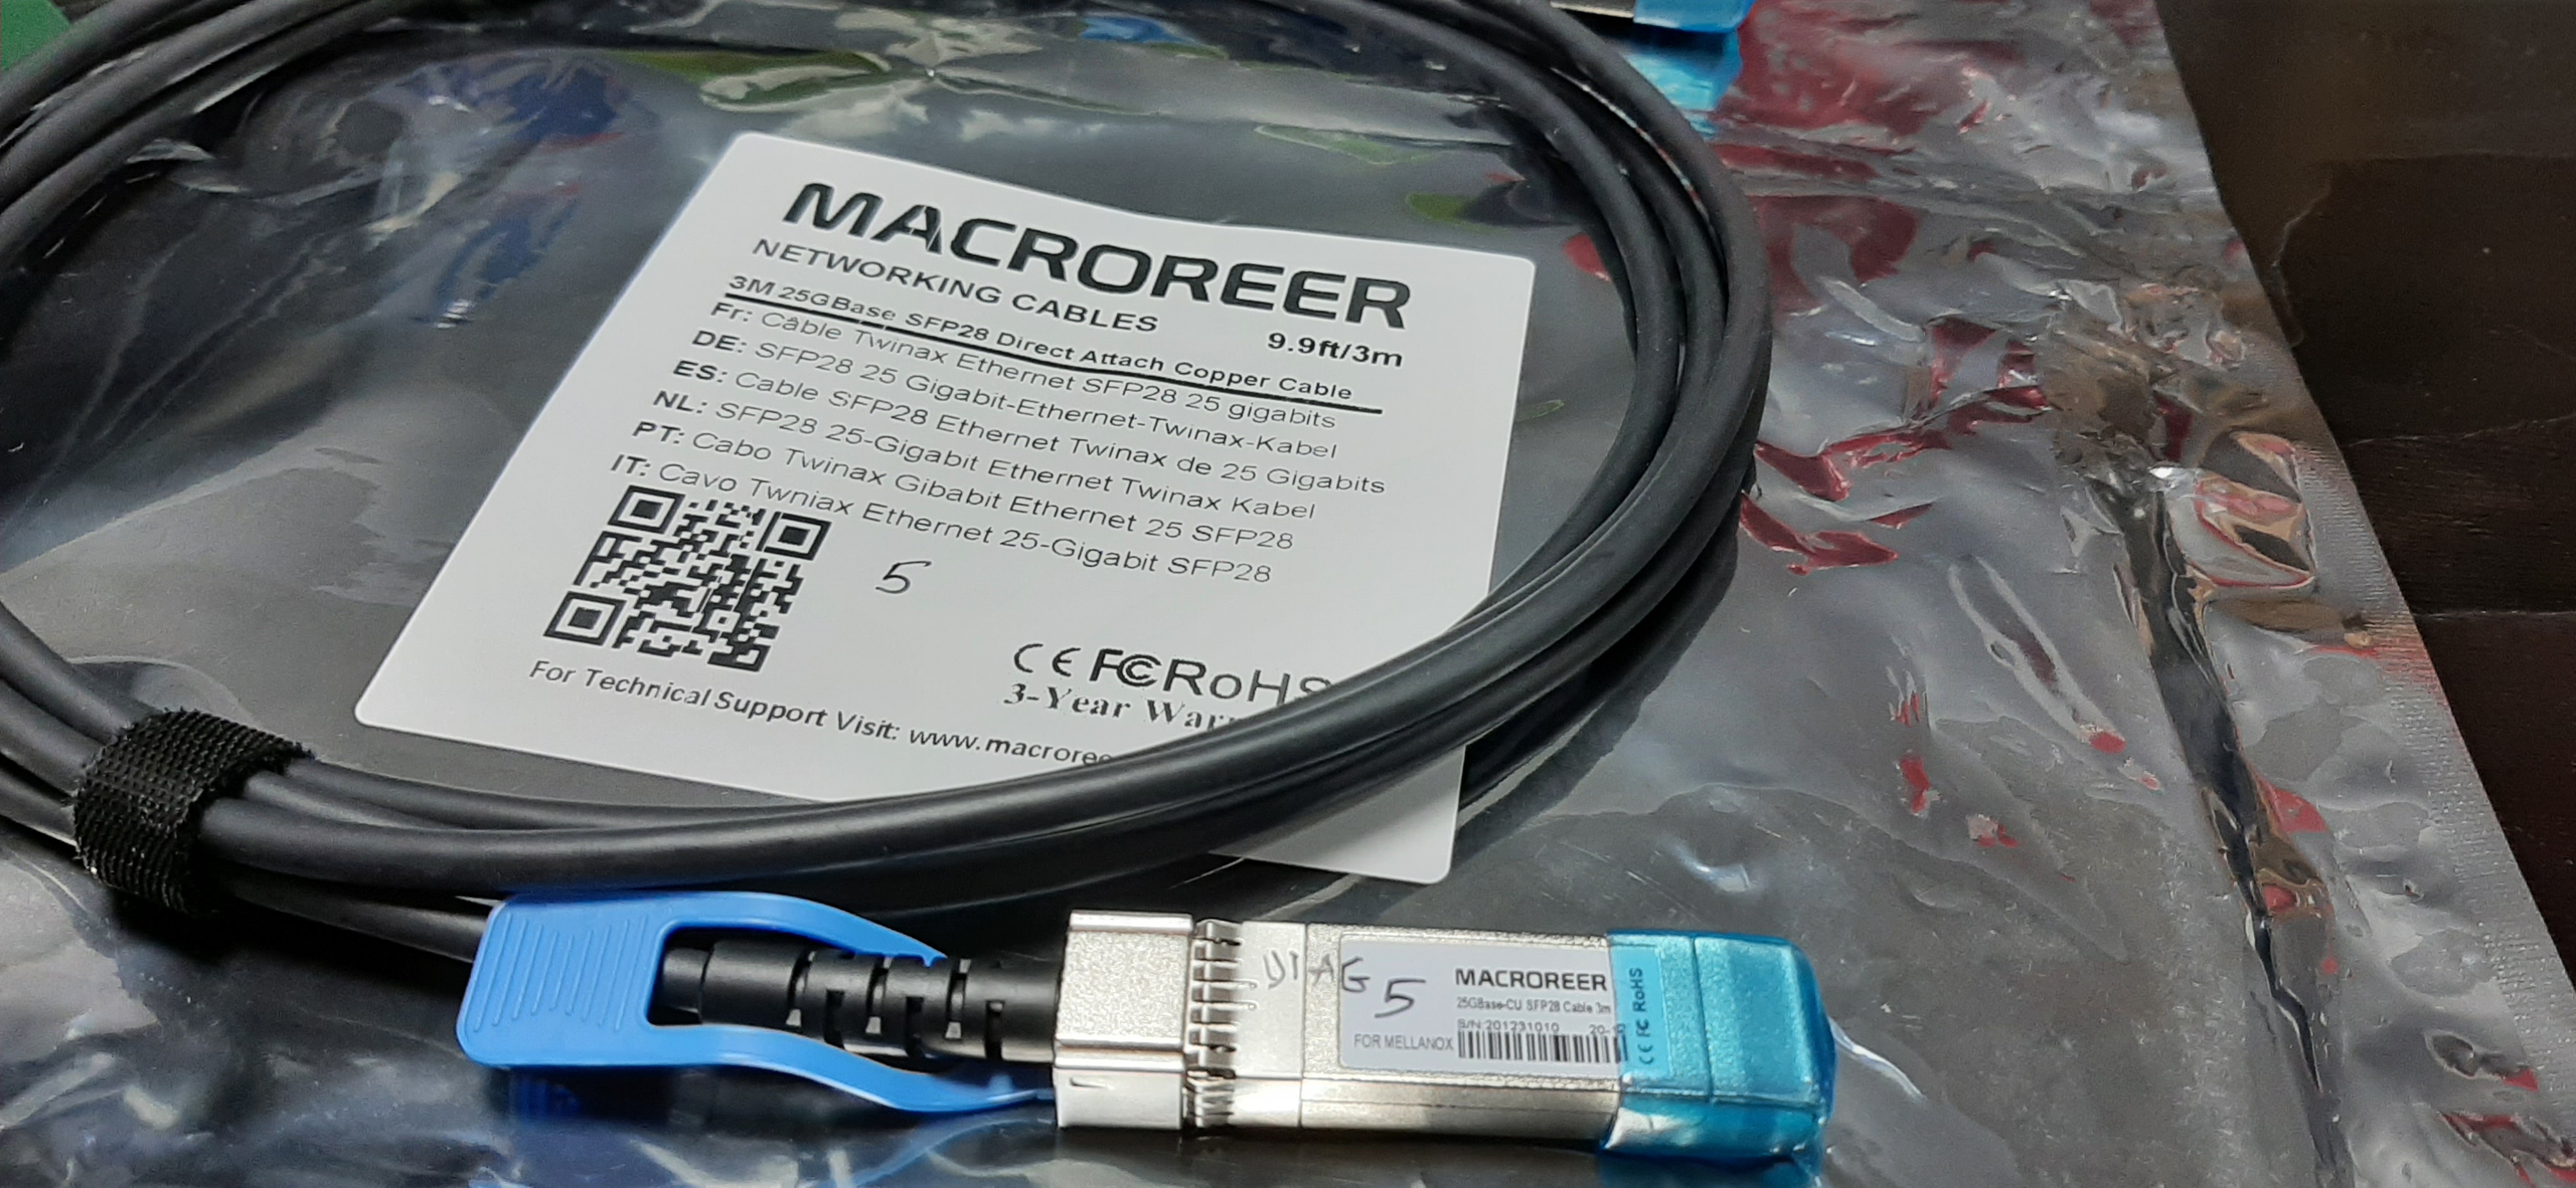 MACROREER
NETWORKING CABLES
9.9ft/3m
3M 25GBase SFP28 Direct Attach Copper Cable
Fr: Câble Twinax Ethernet SFP28 25 gigabits
DE: SFP28 25 Gigabit-Ethernet-Twinax-Kabel
ES: Cable SFP28 Ethernet Twinax de 25 Gigabits
NL: SFP28 25-Gigabit Ethernet Twinax Kabel
PT: Cabo Twinax Gibabit Ethernet 25 SFP28
IT: Cavo Twniax Ethernet 25-Gigabit SFP28
5
CE FC RoHS
3-Year
For Technical Support Visit:
5
MACROREER
25GBase-CU SFP28 Cable 3m
S/N:201231010
FOR MELLANOX
CE FC RoHS